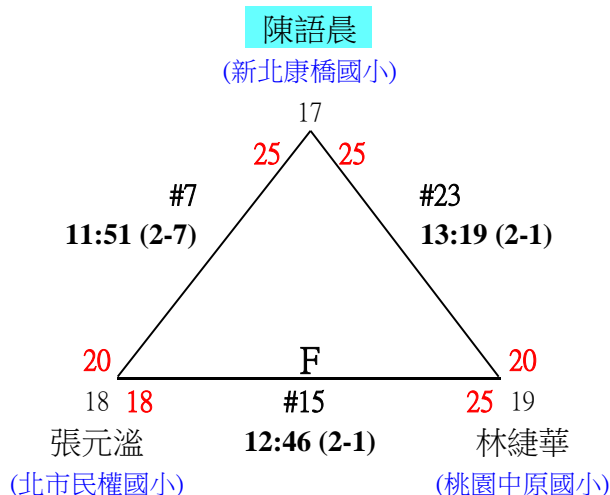 陳語晨
(新北康橋國小)
17
25 25
#7 #23
11:51 (2-7) 13:19 (2-1)
20 F 20
18 18 #15 25 19
張元滥 12:46 (2-1) 林緁華
(北市民權國小) (桃園中原國小)